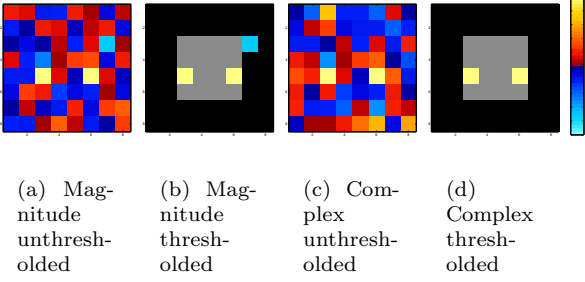 (a) Mag-
nitude
unthresh-
olded
(b) Mag-
nitude
thresh-
olded
(c) Com-
plex
unthresh-
olded
(d)
Complex
thresh-
olded